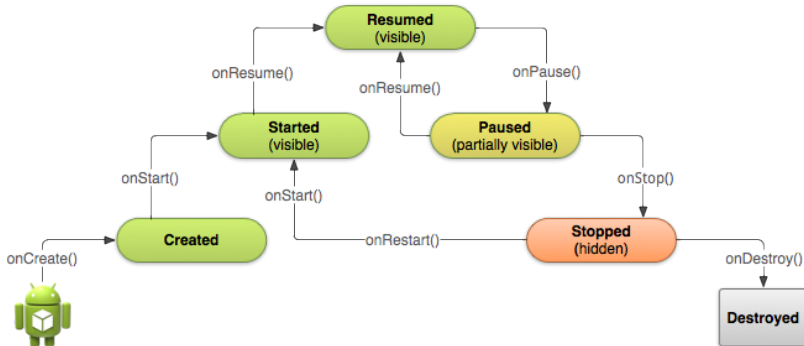 Resumed
(visible)
onResume()
onResume()
onPause()
Started
(visible)
Paused
(partially visible)
onStart()
onStart()
onStop()
Created
onRestart()
Stopped
(hidden)
onCreate()
onDestroy()
Destroyed